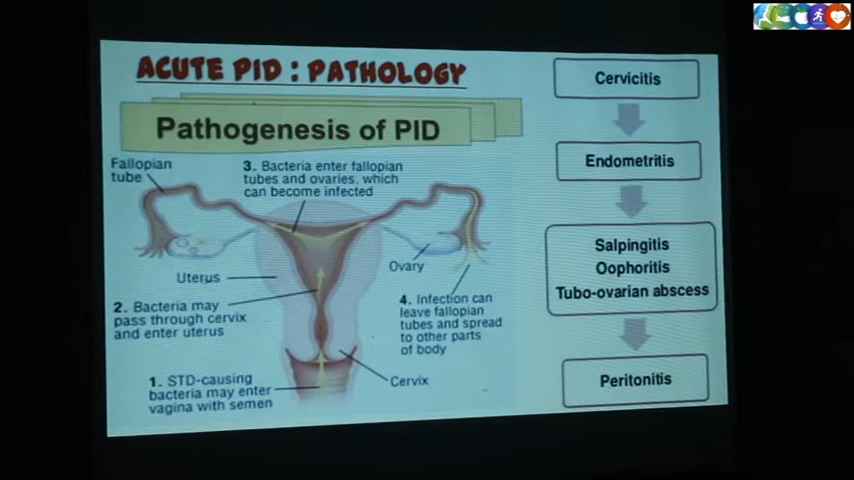 ACUTE PID : PATHOLOGY
Pathogenesis of PID
Fallopian
tube
3. Bacteria enter fallopian
tubes and ovaries, which
can become infected
Uterus
Ovary
2. Bacteria may
pass through cervix
and enter uterus
4. Infection can
leave fallopian
tubes and spread
to other parts
of body
1. STD-causing
bacteria may enter
vagina with semen
Cervix
Cervicitis
Endometritis
Salpingitis
Oophoritis
Tubo-ovarian abscess
Peritonitis